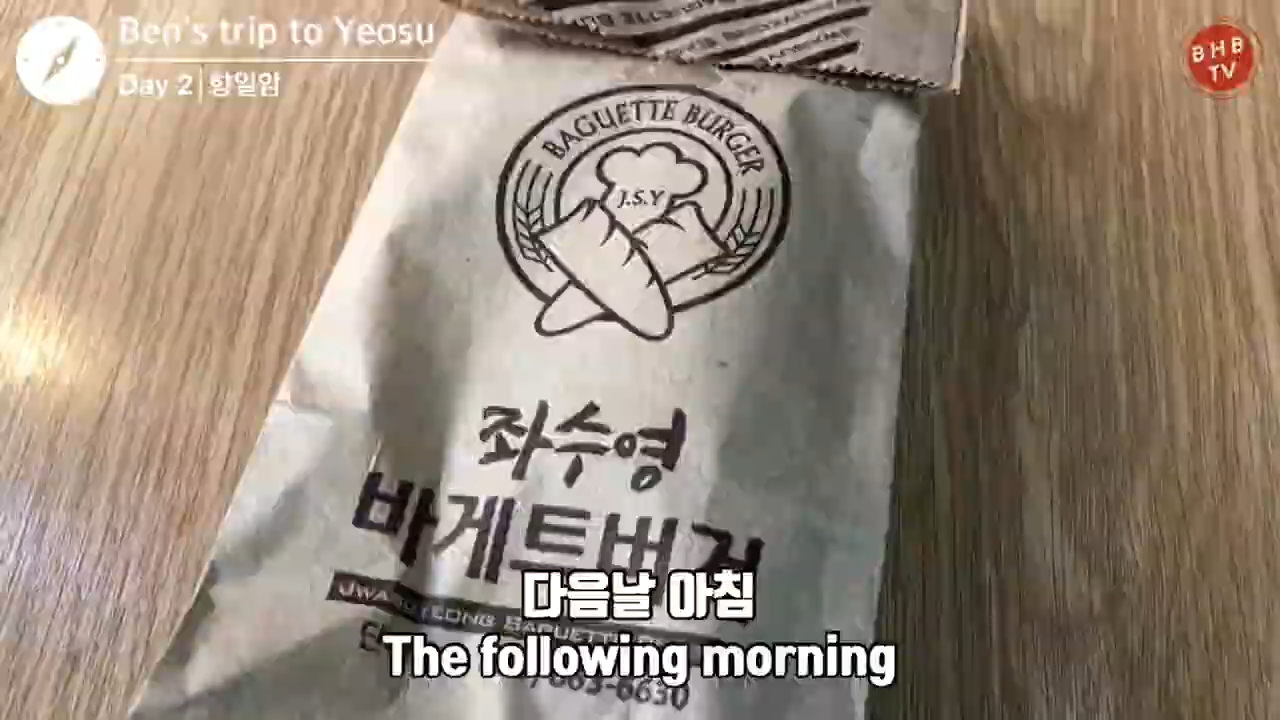 Ben's trip to Yeosu
Day 2 | 향일암
BHB
TV
BAGUETTE BURGER
J.S.Y
좌수영
바게트버거
다음날 아침
The following morning